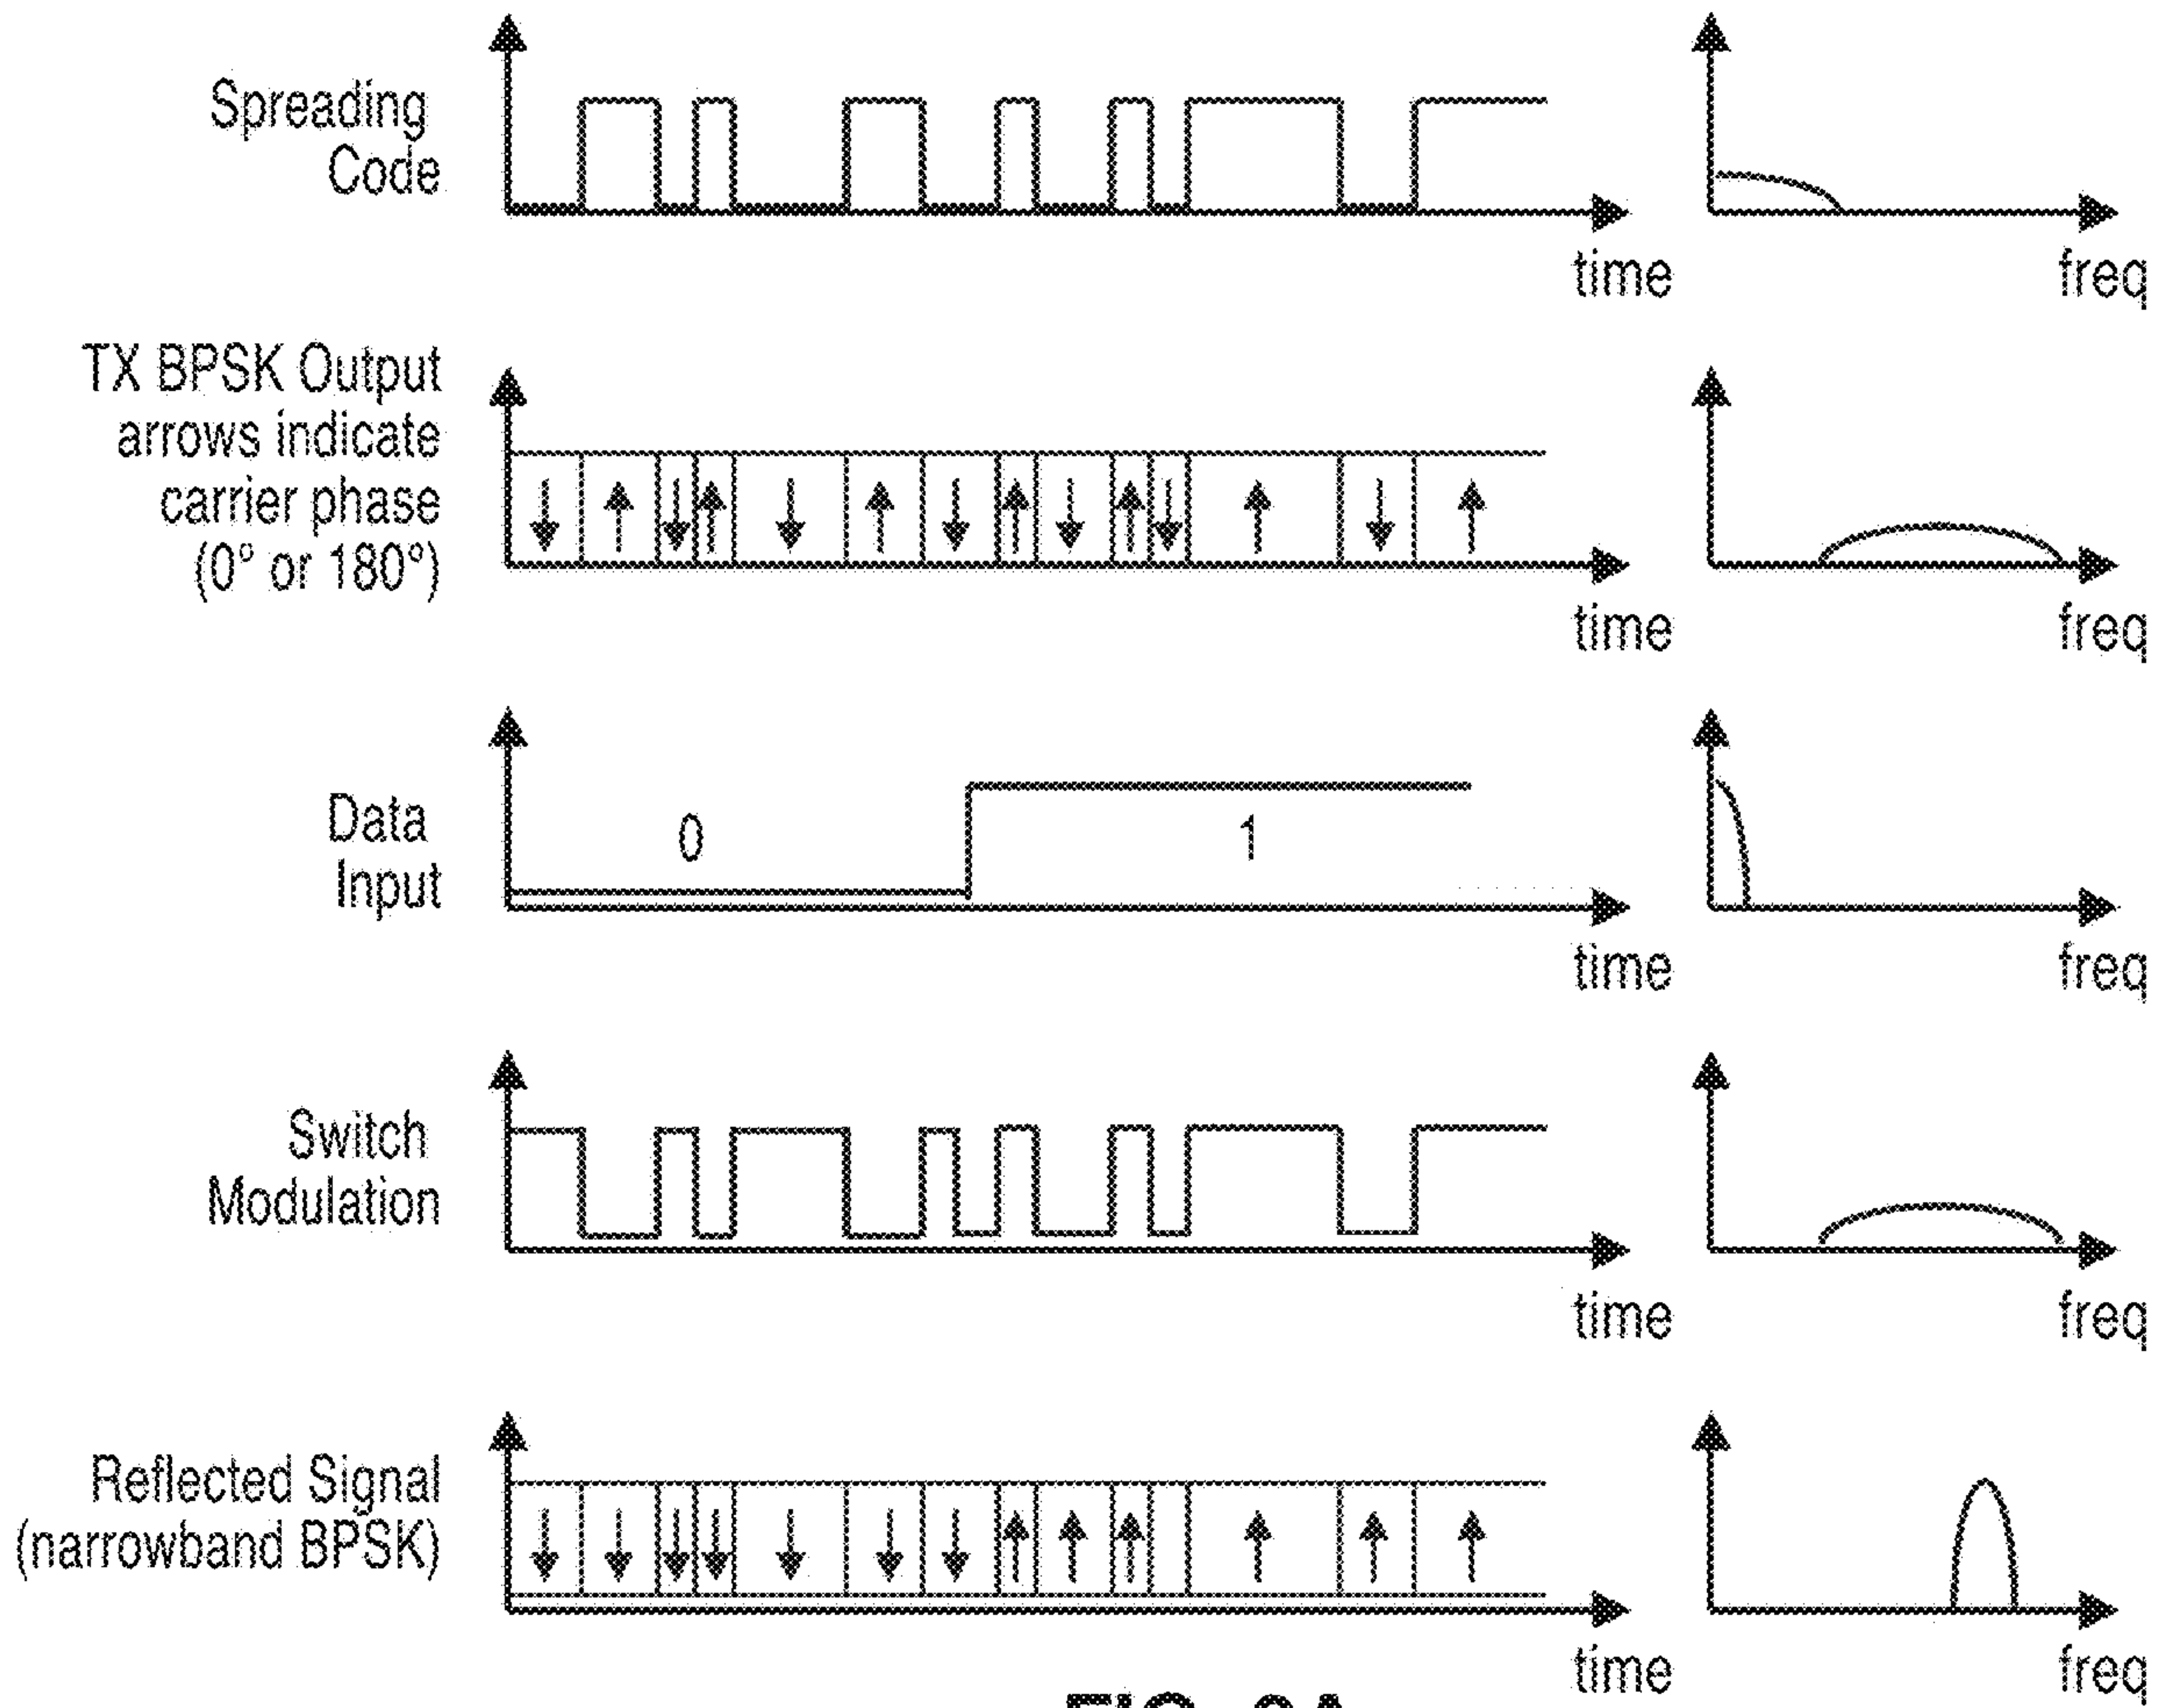 Spreading
Code
time
freq
TX BPSK Output
arrows indicate
carrier phase
(0° or 180°)
time
freq
Data
Input
0
1
time
freq
Switch
Modulation
time
freq
Reflected Signal
(narrowband BPSK)
time
freq